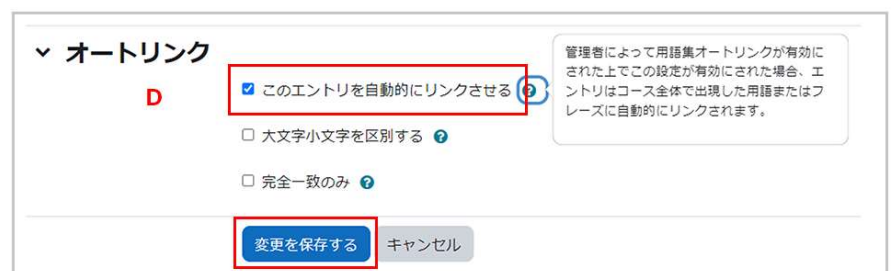 オートリンク
D
このエントリを自動的にリンクさせる
管理者によって用語集オートリンクが有効に
された上でこの設定が有効にされた場合、エ
ントリはコース全体で出現した用語またはフ
レーズに自動的にリンクされます。
大文字小文字を区別する
完全一致のみ
変更を保存する キャンセル